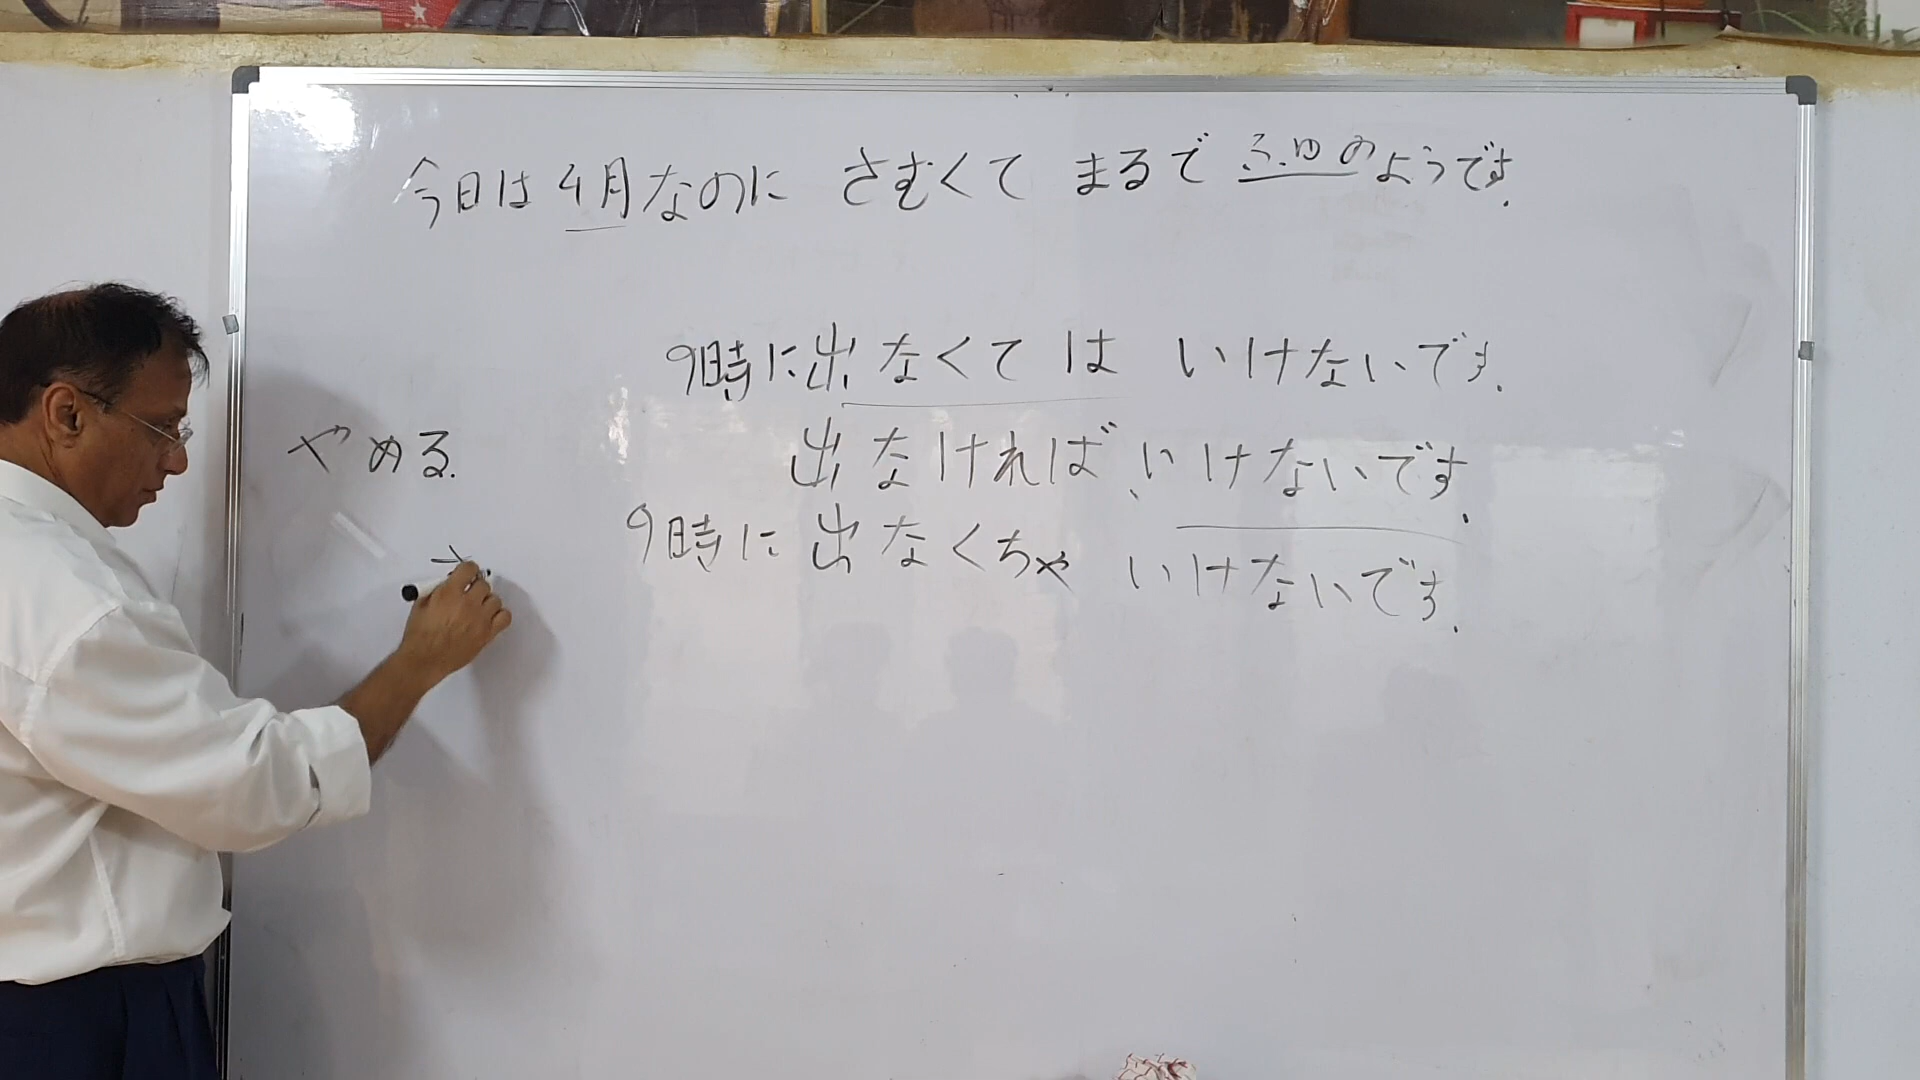 今日は4月なのに さむくて まるで ふゆのようです.
9時に出なくては いけないです.
出なければ いけないです.
やめる.
9時に出なくちゃ いけないです.